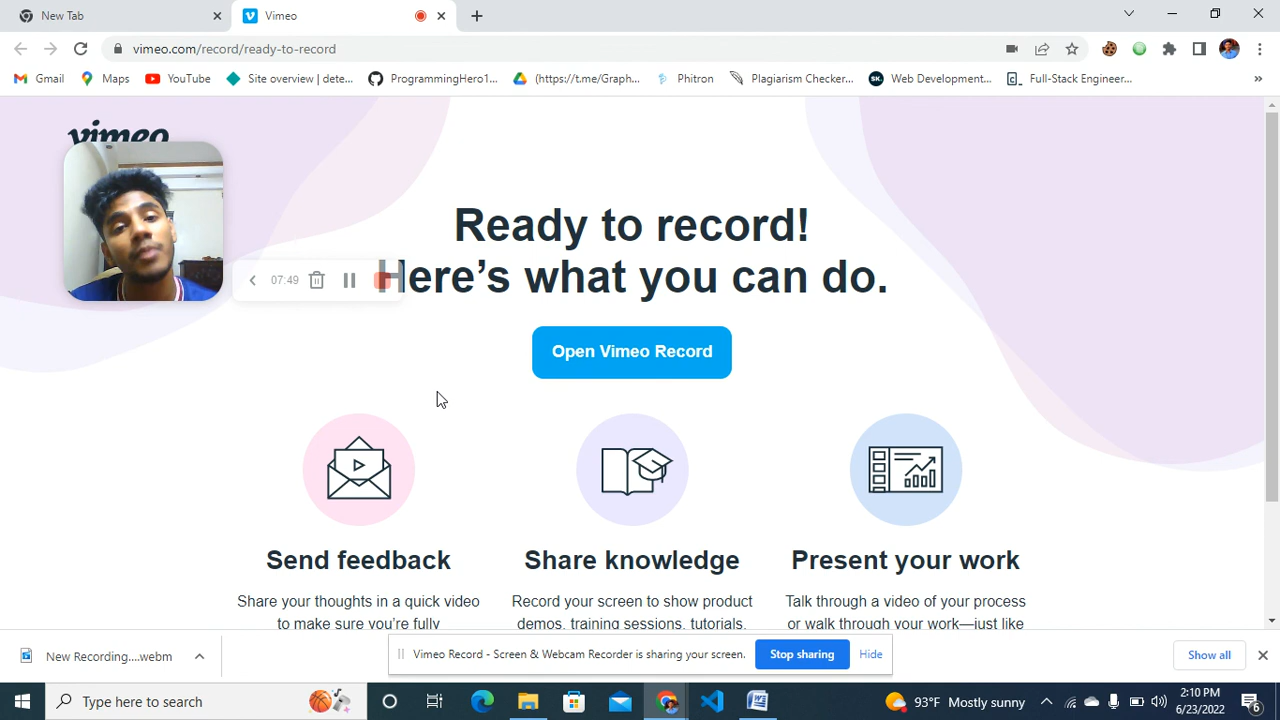 New Tab
Vimeo
vimeo.com/record/ready-to-record
Gmail
Maps
YouTube
Site overview | dete...
ProgrammingHero1...
(https://t.me/Graph...
Phitron
Plagiarism Checker...
Web Development...
Full-Stack Engineer...
»
vimeo
07:49
Ready to record!
Here’s what you can do.
Open Vimeo Record
Send feedback
Share your thoughts in a quick video
to make sure you’re fully
Share knowledge
Record your screen to show product
demos, training sessions, tutorials,
Present your work
Talk through a video of your process
or walk through your work—just like
New Recording....webm
Vimeo Record - Screen & Webcam Recorder is sharing your screen.
Stop sharing
Hide
Show all
Type here to search
93°F Mostly sunny
2:10 PM
6/23/2022
6